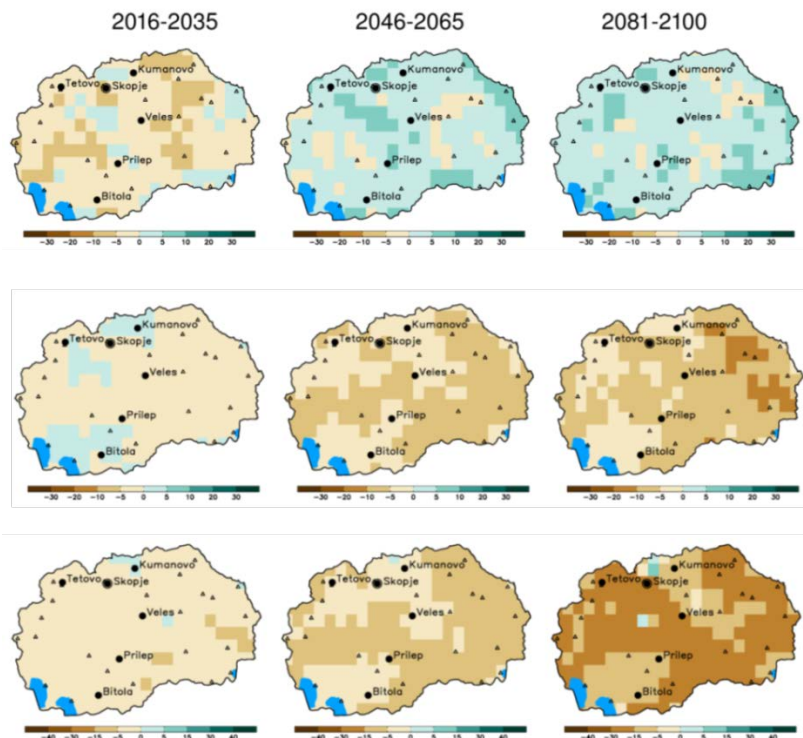 2016-2035 2046-2065 2081-2100
Kumanovo Kumanovo Kumanovo
Tetovo Skopje Tetovo Skopje Tetovo Skopje
Veles Veles Veles
Prilep Prilep Prilep
Bitola Bitola Bitola
-30 -20 -10 -5 0 5 10 20 30 -30 -20 -10 -5 0 5 10 20 30 -30 -20 -10 -5 0 5 10 20 30
Kumanovo Kumanovo Kumanovo
Tetovo Skopje Tetovo Skopje Tetovo Skopje
Veles Veles Veles
Prilep Prilep Prilep
Bitola Bitola Bitola
-30 -20 -10 -5 0 5 10 20 30 -30 -20 -10 -5 0 5 10 20 30 -30 -20 -10 -5 0 5 10 20 30
Kumanovo Kumanovo Kumanovo
Tetovo Skopje Tetovo Skopje Tetovo Skopje
Veles Veles Veles
Prilep Prilep Prilep
Bitola Bitola Bitola